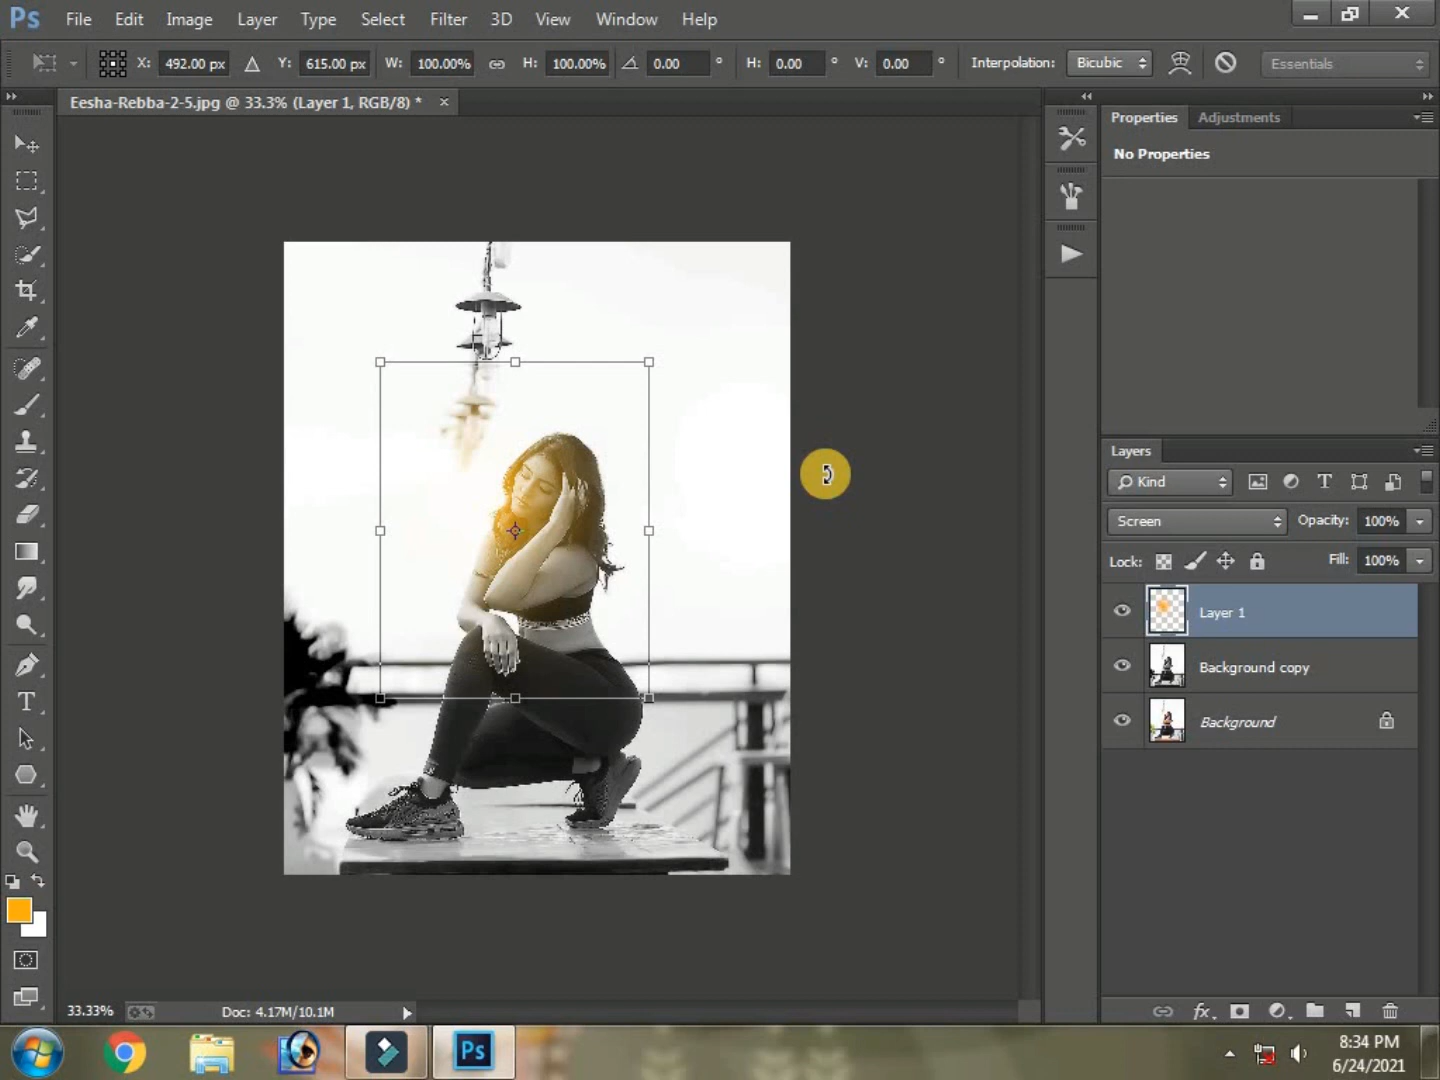 Ps File Edit Image Layer Type Select Filter 3D View Window Help
X: 492.00 px Y: 615.00 px W: 100.00% H: 100.00% 0.00 ° H: 0.00 ° V: 0.00 ° Interpolation: Bicubic Essentials
Eesha-Rebba-2-5.jpg @ 33.3% (Layer 1, RGB/8) * ×
Properties Adjustments
No Properties
Layers
Kind
Screen Opacity: 100%
Lock: Fill: 100%
Layer 1
Background copy
Background
33.33% Doc: 4.17M/10.1M
Ps
8:34 PM
6/24/2021